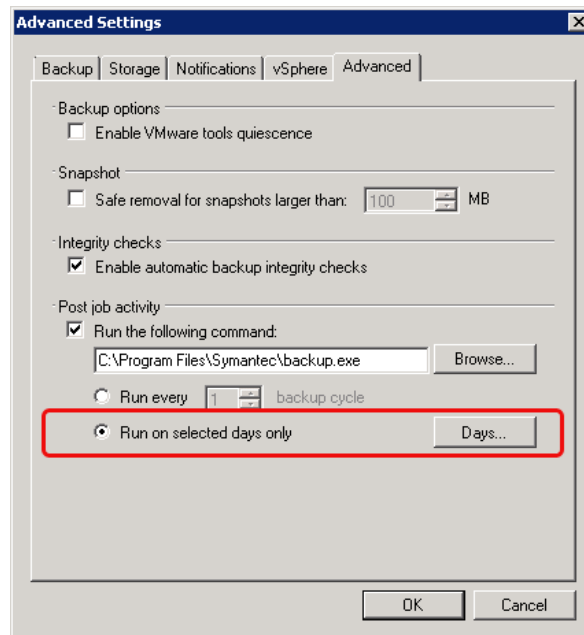 Advanced Settings
Backup Storage Notifications vSphere Advanced
Backup options
Enable VMware tools quiescence
Snapshot
Safe removal for snapshots larger than: 100 MB
Integrity checks
Enable automatic backup integrity checks
Post job activity
Run the following command:
C:\Program Files\Symantec\backup.exe Browse...
Run every 1 backup cycle
Run on selected days only Days...
OK Cancel